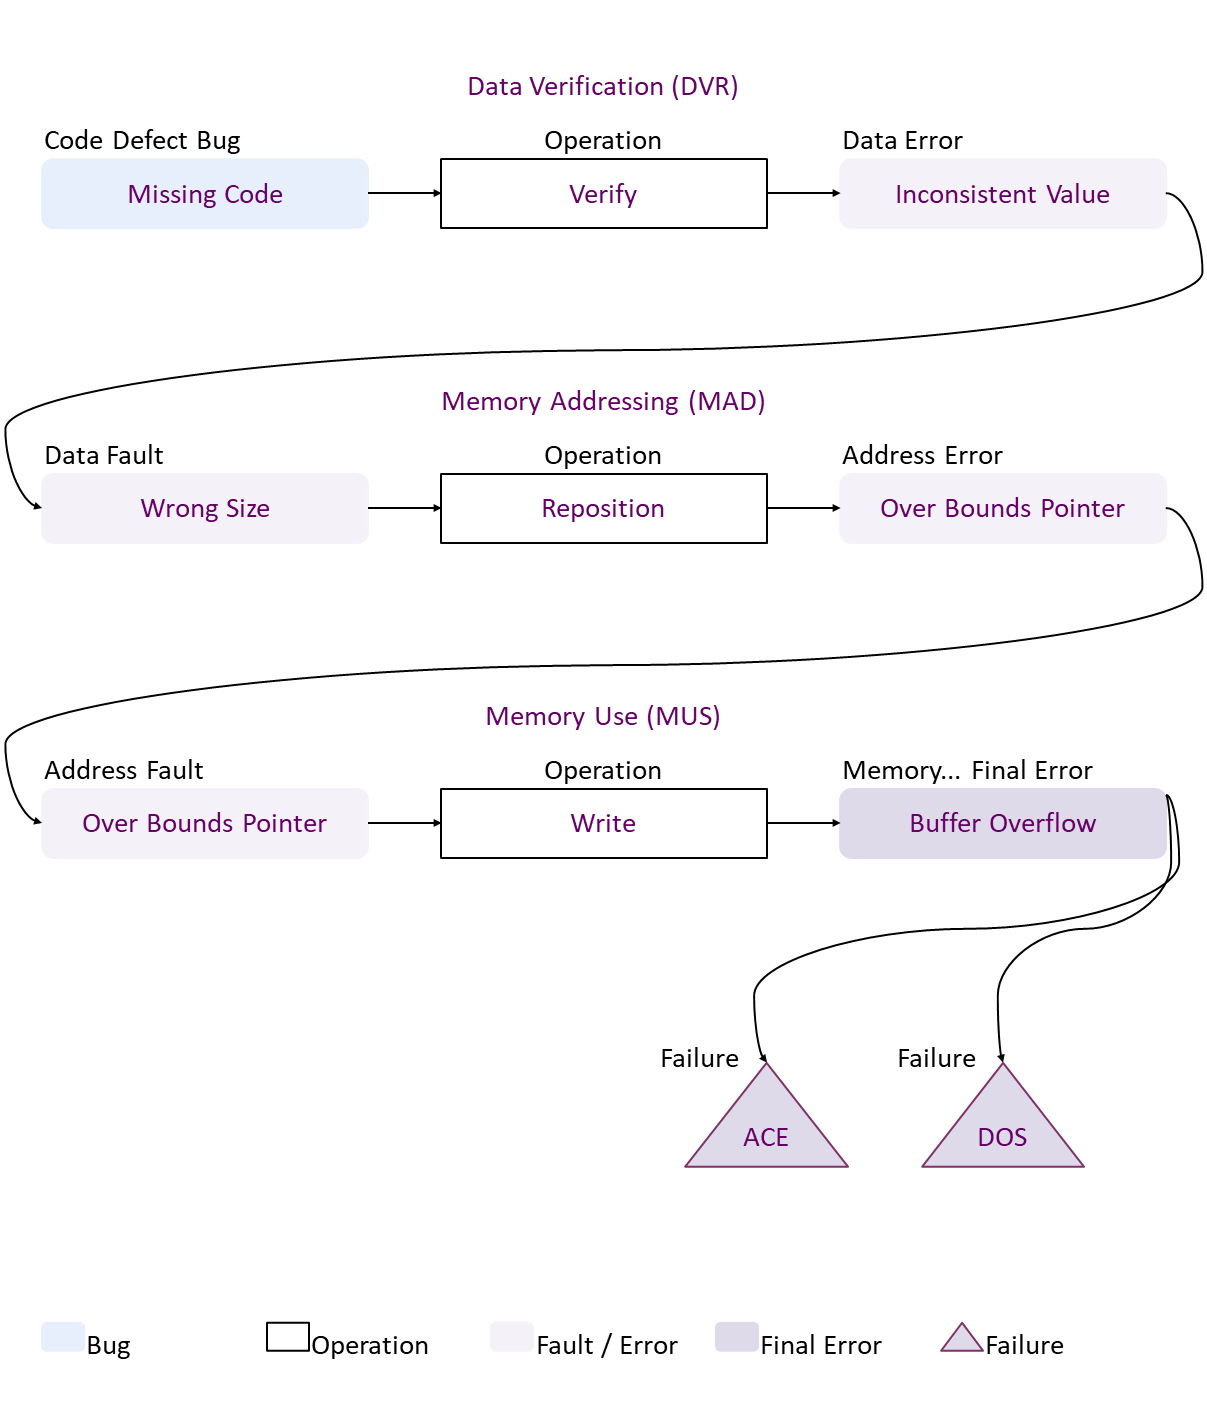 Data Verification (DVR)
Code Defect Bug
Operation
Data Error
Missing Code
Verify
Inconsistent Value
Memory Addressing (MAD)
Data Fault
Operation
Address Error
Wrong Size
Reposition
Over Bounds Pointer
Memory Use (MUS)
Address Fault
Operation
Memory... Final Error
Over Bounds Pointer
Write
Buffer Overflow
Failure
Failure
ACE
DOS
Bug
Operation
Fault / Error
Final Error
Failure